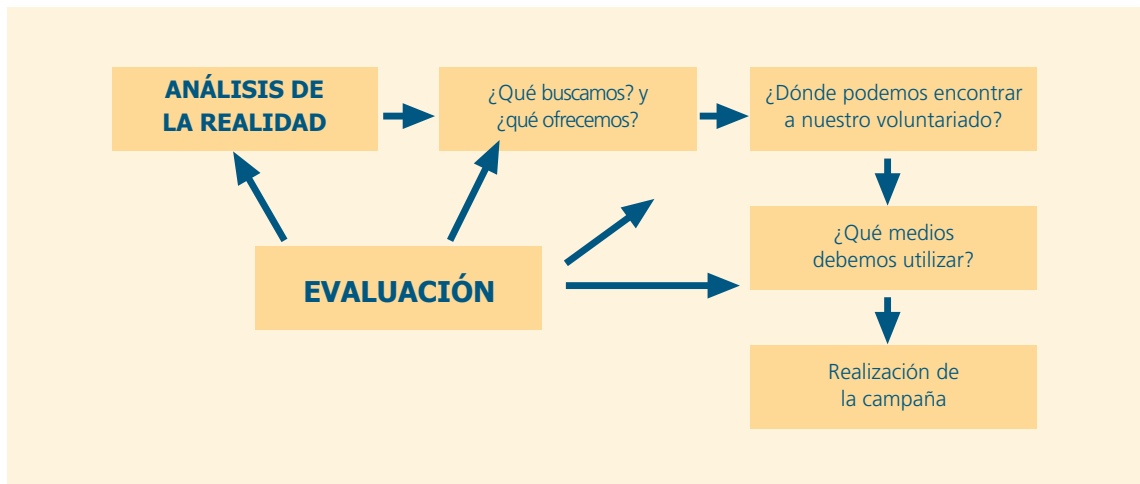 ANÁLISIS DE
LA REALIDAD
¿Qué buscamos? y
¿qué ofrecemos?
¿Dónde podemos encontrar
a nuestro voluntariado?
¿Qué medios
debemos utilizar?
EVALUACIÓN
Realización de
la campaña